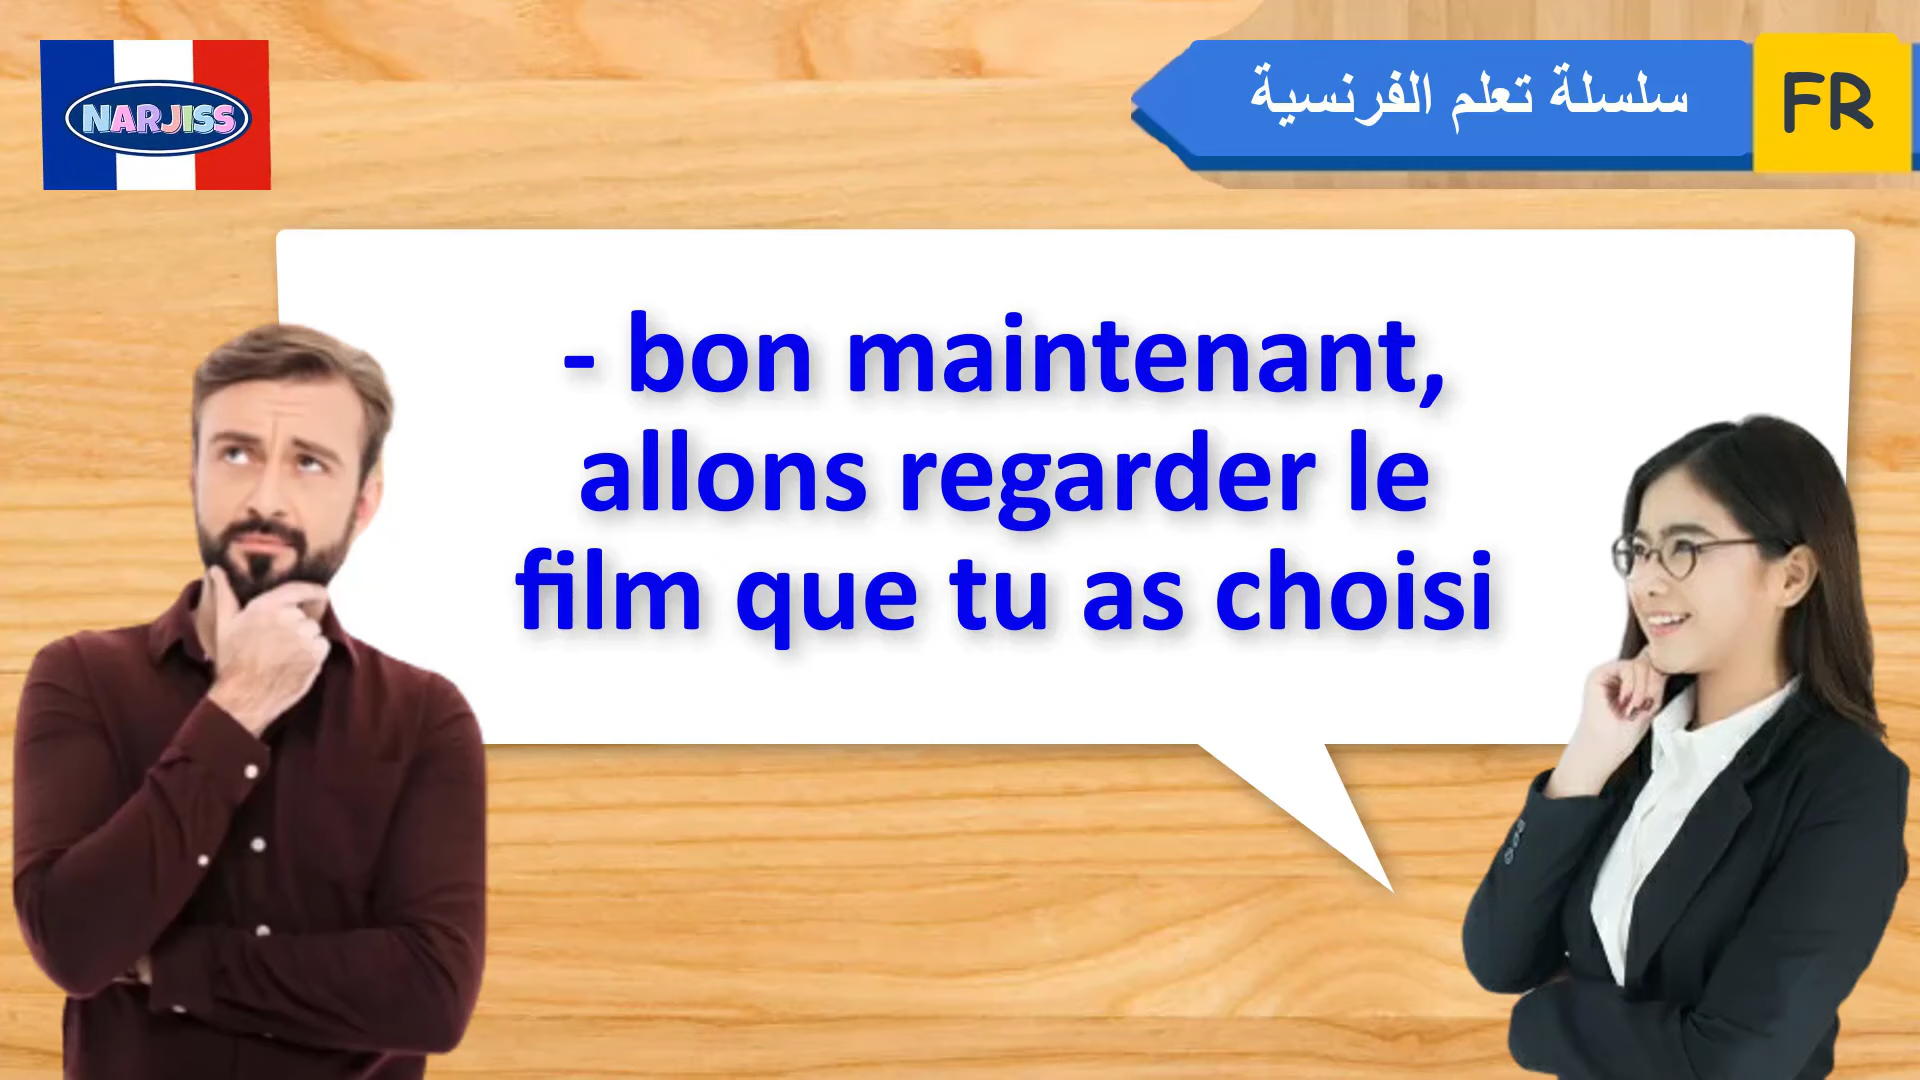 NARJISS
سلسلة تعلم الفرنسية
FR
- bon maintenant,
allons regarder le
film que tu as choisi